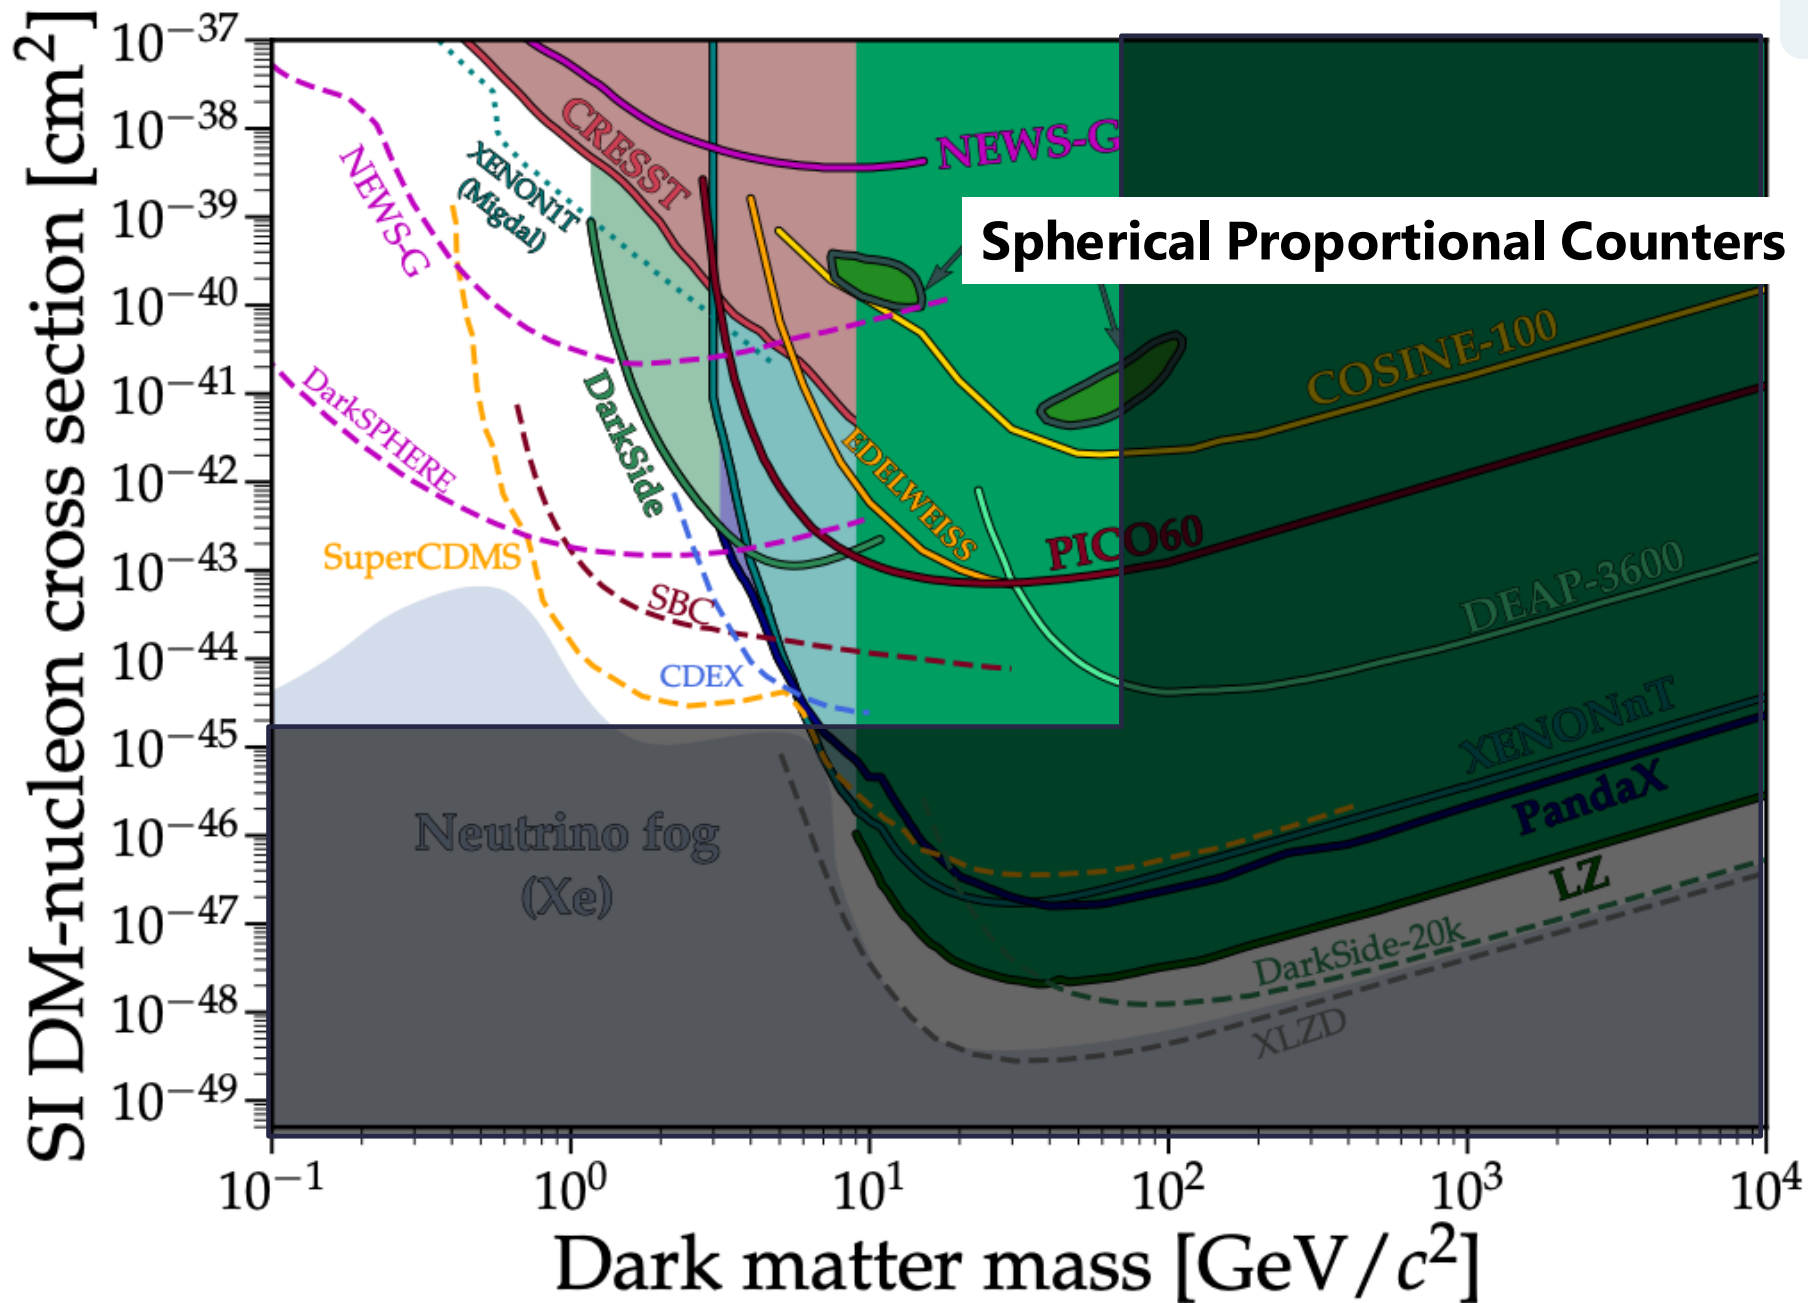 SI DM-nucleon cross section [cm²]
10⁻³⁷
10⁻³⁸
10⁻³⁹
10⁻⁴⁰
10⁻⁴¹
10⁻⁴²
10⁻⁴³
10⁻⁴⁴
10⁻⁴⁵
10⁻⁴⁶
10⁻⁴⁷
10⁻⁴⁸
10⁻⁴⁹
NEWS-G
XENON1T
(Migdal)
CRESST
NEWS-G
Spherical Proportional Counters
DarkSPHERE
DarkSide
COSINE-100
EDELWEISS
SuperCDMS
SBC
CDEX
PICO60
DEAP-3600
XENONnT
PandaX
LZ
Neutrino fog
(Xe)
DarkSide-20k
XLZD
10⁻¹
10⁰
10¹
10²
10³
10⁴
Dark matter mass [GeV/c²]